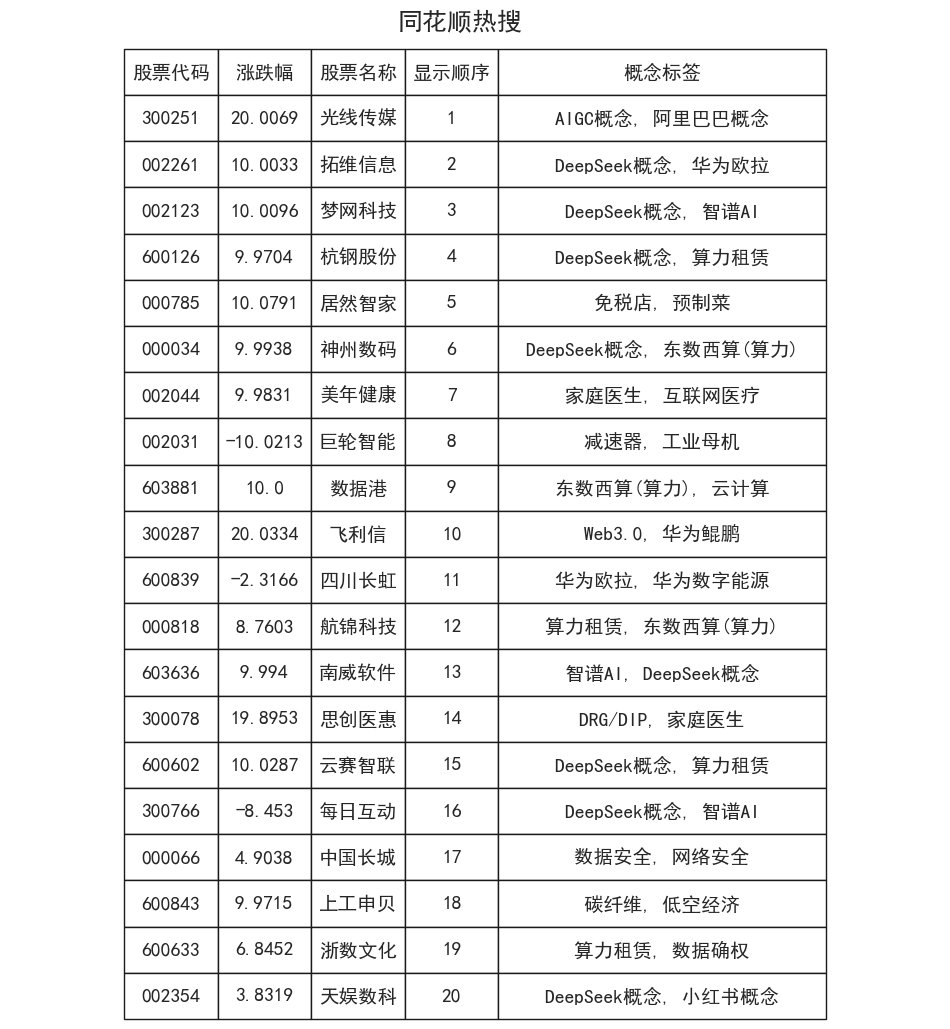 同花顺热搜
股票代码 涨跌幅 股票名称 显示顺序 概念标签
300251 20.0069 光线传媒 1 AIGC概念, 阿里巴巴概念
002261 10.0033 拓维信息 2 DeepSeek概念, 华为欧拉
002123 10.0096 梦网科技 3 DeepSeek概念, 智谱AI
600126 9.9704 杭钢股份 4 DeepSeek概念, 算力租赁
000785 10.0791 居然智家 5 免税店, 预制菜
000034 9.9938 神州数码 6 DeepSeek概念, 东数西算(算力)
002044 9.9831 美年健康 7 家庭医生, 互联网医疗
002031 -10.0213 巨轮智能 8 减速器, 工业母机
603881 10.0 数据港 9 东数西算(算力), 云计算
300287 20.0334 飞利信 10 Web3.0, 华为鲲鹏
600839 -2.3166 四川长虹 11 华为欧拉, 华为数字能源
000818 8.7603 航锦科技 12 算力租赁, 东数西算(算力)
603636 9.994 南威软件 13 智谱AI, DeepSeek概念
300078 19.8953 思创医惠 14 DRG/DIP, 家庭医生
600602 10.0287 云赛智联 15 DeepSeek概念, 算力租赁
300766 -8.453 每日互动 16 DeepSeek概念, 智谱AI
000066 4.9038 中国长城 17 数据安全, 网络安全
600843 9.9715 上工申贝 18 碳纤维, 低空经济
600633 6.8452 浙数文化 19 算力租赁, 数据确权
002354 3.8319 天娱数科 20 DeepSeek概念, 小红书概念